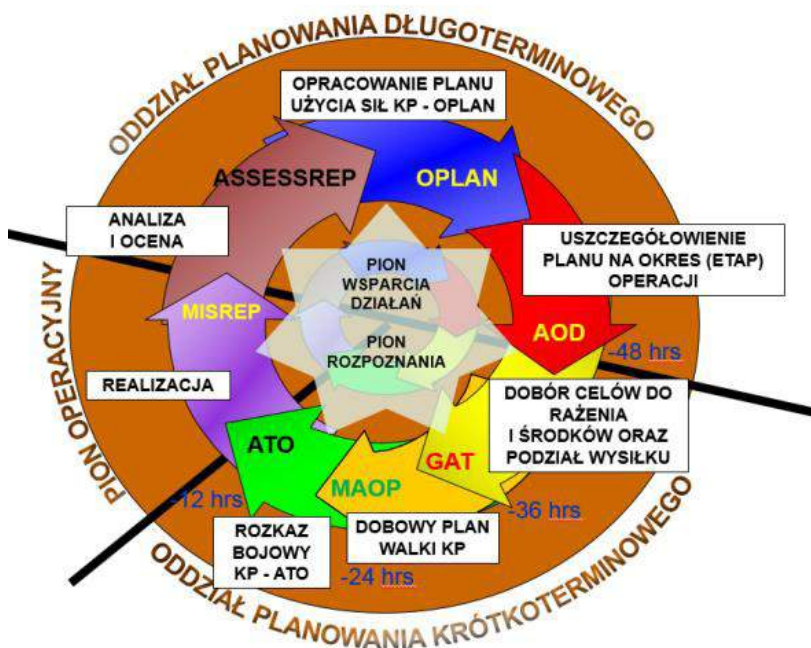 ODDZIAŁ PLANOWANIA DŁUGOTERMINOWEGO
OPRACOWANIE PLANU
UŻYCIA SIŁ KP - OPLAN
ASSESSREP
OPLAN
ANALIZA
I OCENA
USZCZEGÓŁOWIENIE
PLANU NA OKRES (ETAP)
OPERACJI
PION
WSPARCIA
DZIAŁAŃ
PION
ROZPOZNANIA
MISREP
AOD
-48 hrs
REALIZACJA
DOBÓR CELÓW DO
RAŻENIA
I ŚRODKÓW ORAZ
PODZIAŁ WYSIŁKU
PION OPERACYJNY
ATO
GAT
MAOP
-12 hrs
-36 hrs
ROZKAZ
BOJOWY
KP - ATO
DOBOWY PLAN
WALKI KP
-24 hrs
ODDZIAŁ PLANOWANIA KRÓTKOTERMINOWEGO